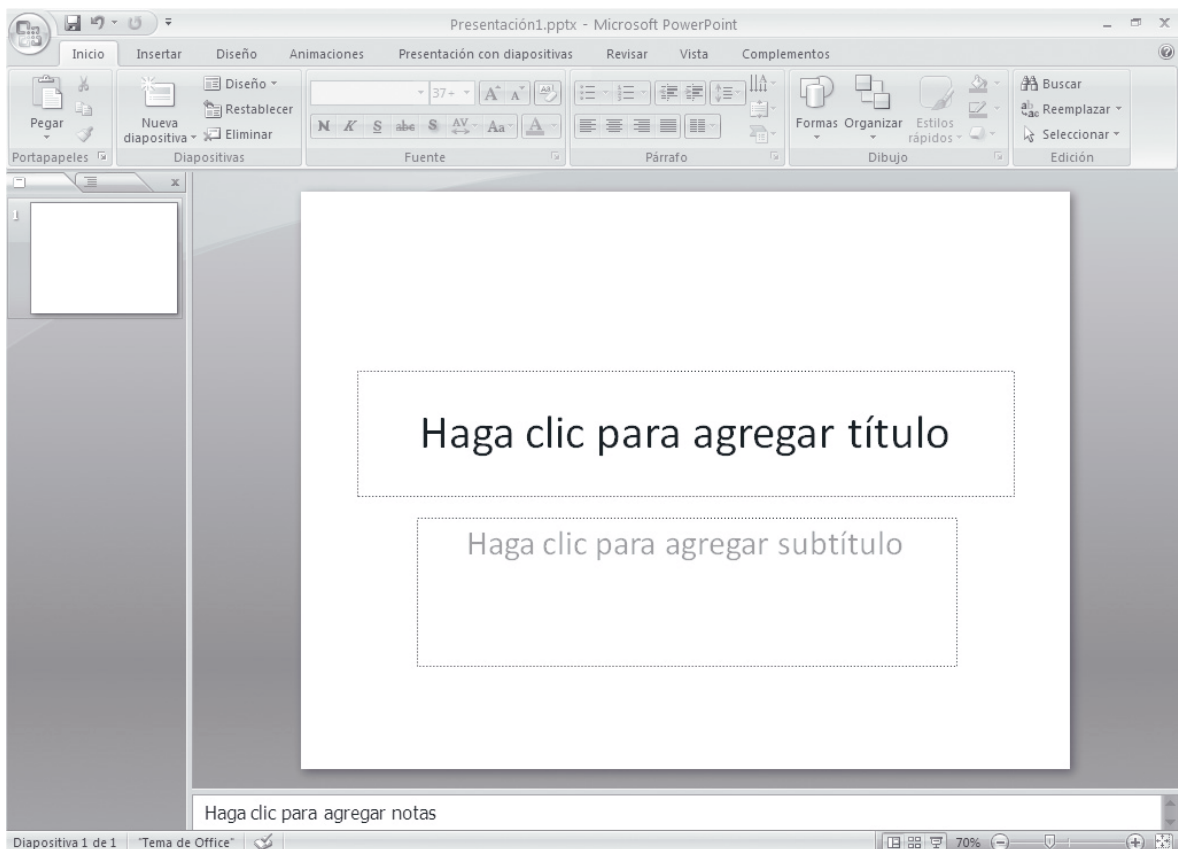 Presentación1.pptx - Microsoft PowerPoint
Inicio Insertar Diseño Animaciones Presentación con diapositivas Revisar Vista Complementos
Pegar
Portapapeles
Nueva
diapositiva
Diseño
Restablecer
Eliminar
Diapositivas
37+ A A Aa
N K S abc S AV Aa A
Fuente
Párrafo
Formas Organizar Estilos
rápidos
Dibujo
Buscar
Reemplazar
Seleccionar
Edición
1
Haga clic para agregar título
Haga clic para agregar subtítulo
Haga clic para agregar notas
Diapositiva 1 de 1 "Tema de Office" 70%